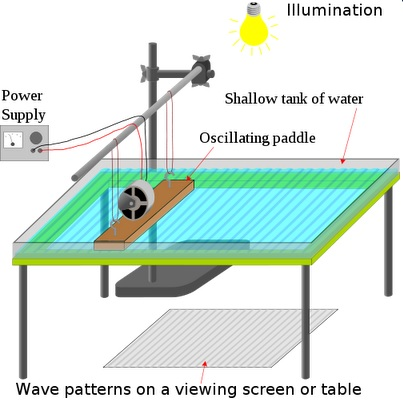 Illumination
Power
Supply
Shallow tank of water
Oscillating paddle
Wave patterns on a viewing screen or table